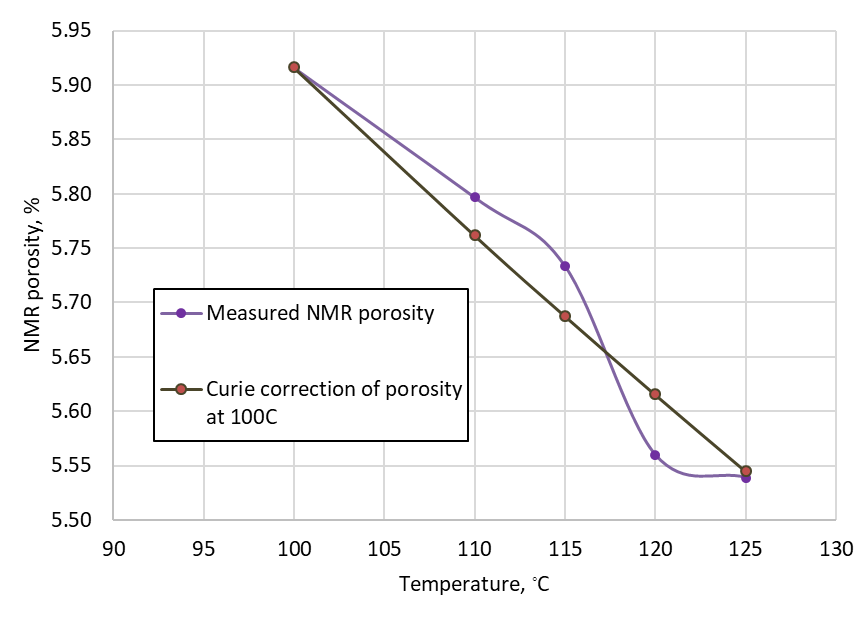 5.95
5.90
5.85
5.80
5.75
5.70
5.65
5.60
5.55
5.50
NMR porosity, %
Measured NMR porosity
Curie correction of porosity
at 100C
90 95 100 105 110 115 120 125 130
Temperature, °C